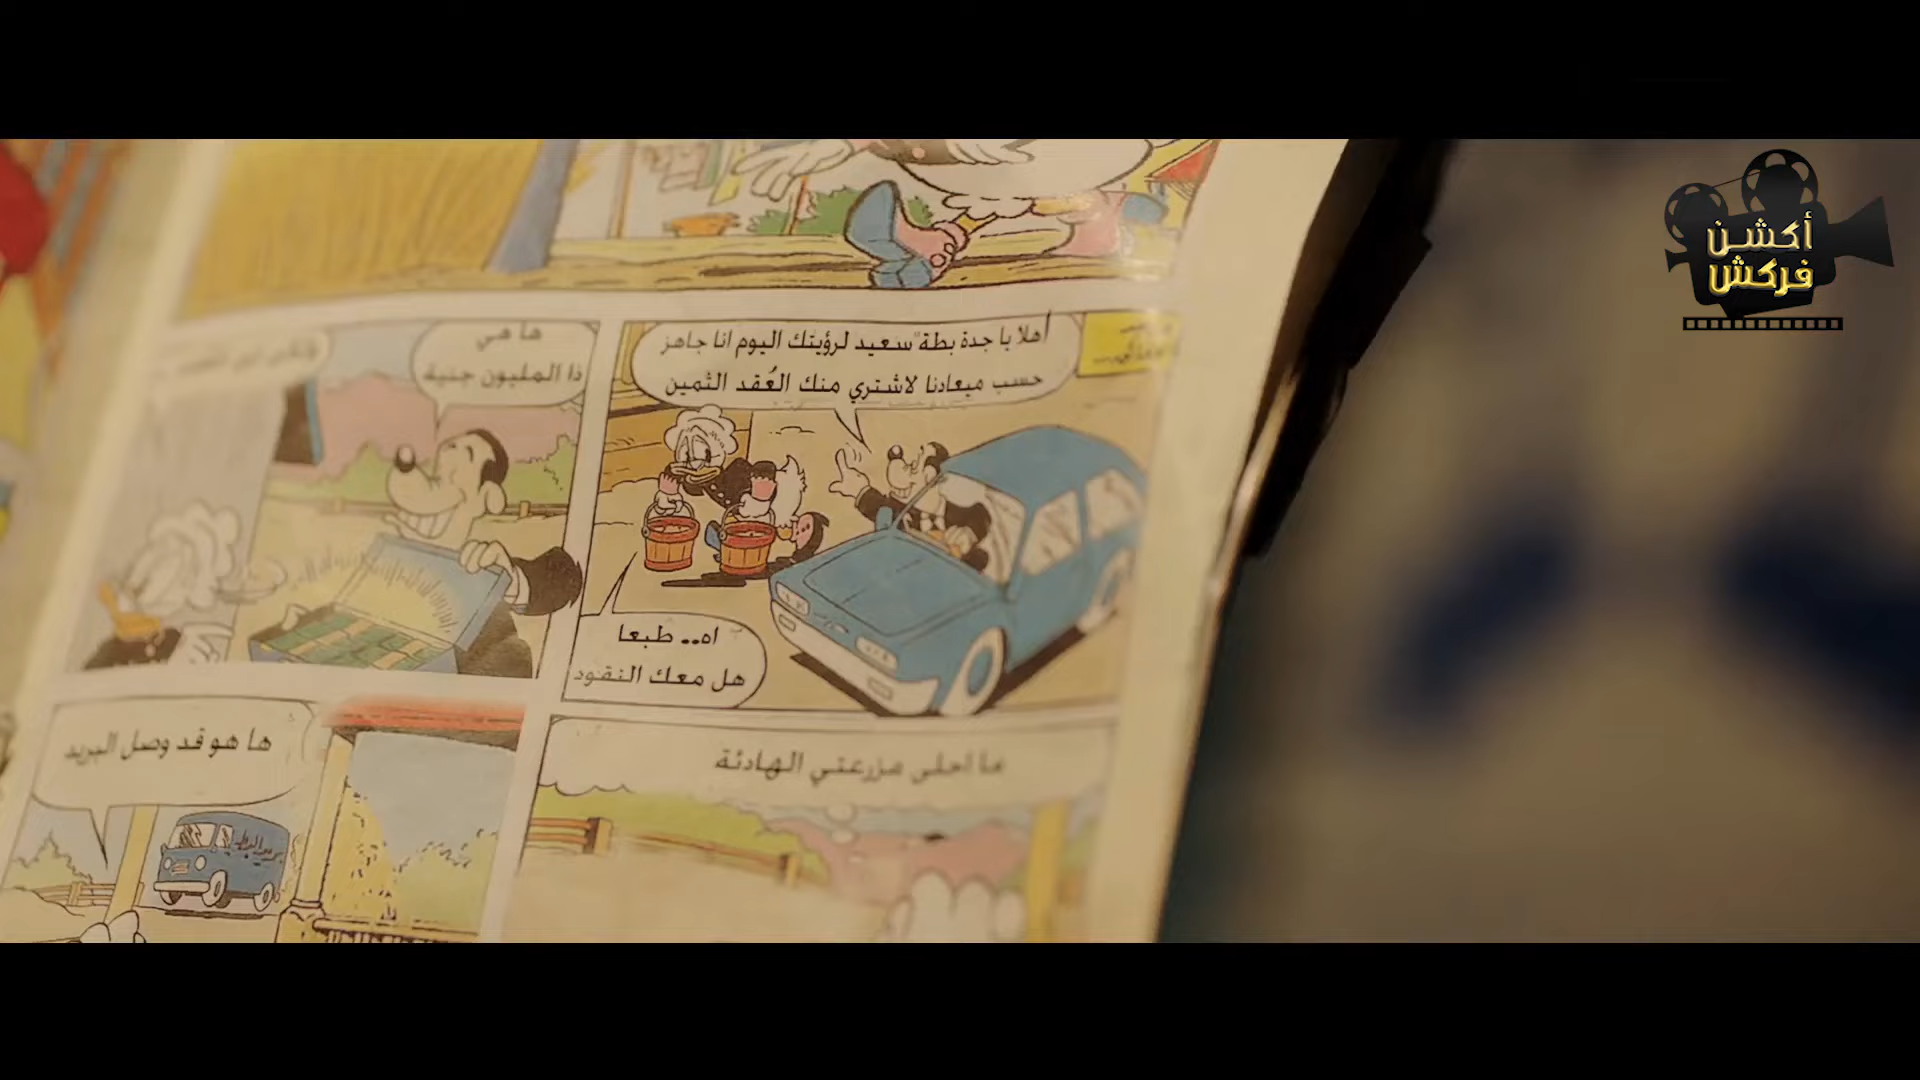 أكشن
فركش
أهلا يا جدة بطة سعيد لرؤيتك اليوم انا جاهز
حسب ميعادنا لاشتري منك العُقد الثمين
اه.. طبعا
هل معك النقود
ها هي
ذا المليون جنية
ما احلى مزرعتي الهادئة
ها هو قد وصل البريد